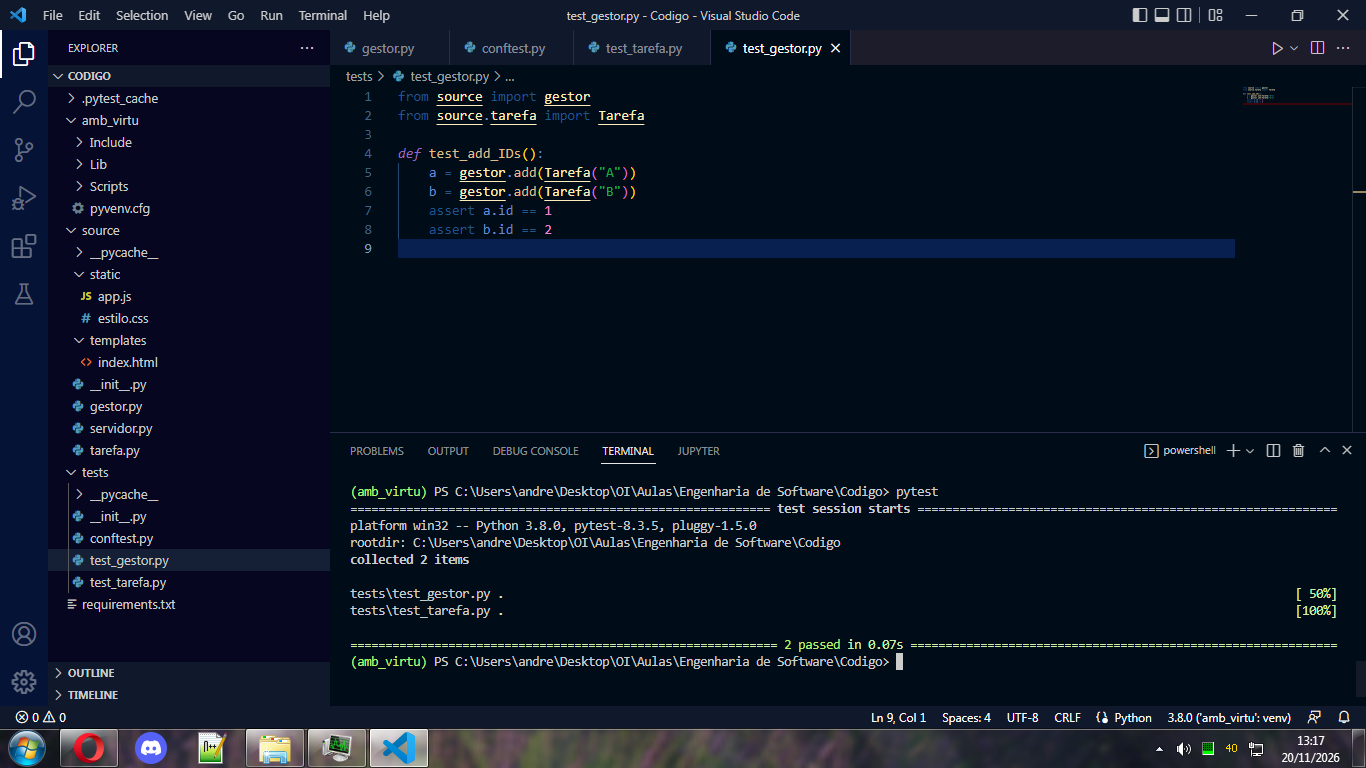 File Edit Selection View Go Run Terminal Help
test_gestor.py - Codigo - Visual Studio Code
EXPLORER
CODIGO
.pytest_cache
amb_virtu
Include
Lib
Scripts
pyvenv.cfg
source
__pycache__
static
JS app.js
# estilo.css
templates
<> index.html
__init__.py
gestor.py
servidor.py
tarefa.py
tests
__pycache__
__init__.py
conftest.py
test_gestor.py
test_tarefa.py
requirements.txt
OUTLINE
TIMELINE
gestor.py conftest.py test_tarefa.py test_gestor.py
tests > test_gestor.py > ...
1 from source import gestor
2 from source.tarefa import Tarefa
3
4 def test_add_IDs():
5     a = gestor.add(Tarefa("A"))
6     b = gestor.add(Tarefa("B"))
7     assert a.id == 1
8     assert b.id == 2
9
PROBLEMS OUTPUT DEBUG CONSOLE TERMINAL JUPYTER
powershell
(amb_virtu) PS C:\Users\andre\Desktop\OI\Aulas\Engenharia de Software\Codigo> pytest
============================================================ test session starts ============================================================
platform win32 -- Python 3.8.0, pytest-8.3.5, pluggy-1.5.0
rootdir: C:\Users\andre\Desktop\OI\Aulas\Engenharia de Software\Codigo
collected 2 items
tests\test_gestor.py . [ 50%]
tests\test_tarefa.py . [100%]
============================================================= 2 passed in 0.07s =============================================================
(amb_virtu) PS C:\Users\andre\Desktop\OI\Aulas\Engenharia de Software\Codigo>
0 0
Ln 9, Col 1 Spaces: 4 UTF-8 CRLF Python 3.8.0 ('amb_virtu': venv)
N++
40
13:17
20/11/2026